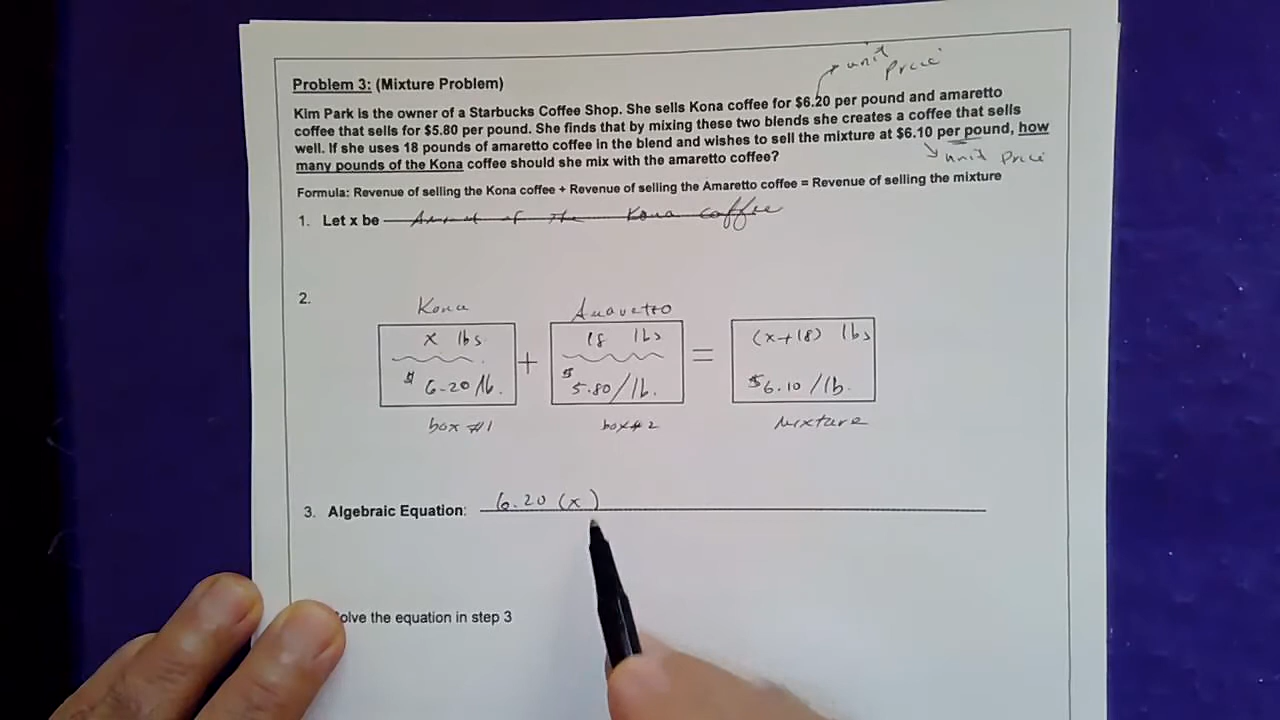 unit
price
Problem 3: (Mixture Problem)
Kim Park is the owner of a Starbucks Coffee Shop. She sells Kona coffee for $6.20 per pound and amaretto
coffee that sells for $5.80 per pound. She finds that by mixing these two blends she creates a coffee that sells
well. If she uses 18 pounds of amaretto coffee in the blend and wishes to sell the mixture at $6.10 per pound, how
many pounds of the Kona coffee should she mix with the amaretto coffee?
unit price
Formula: Revenue of selling the Kona coffee + Revenue of selling the Amaretto coffee = Revenue of selling the mixture
1. Let x be of the Kona coffee
2.
Kona Amaretto
x lbs 18 lbs (x+18) lbs
+ =
$6.20/lb. $5.80/lb. $6.10/lb.
box #1 box #2 Mixture
3. Algebraic Equation: 6.20 (x)
olve the equation in step 3